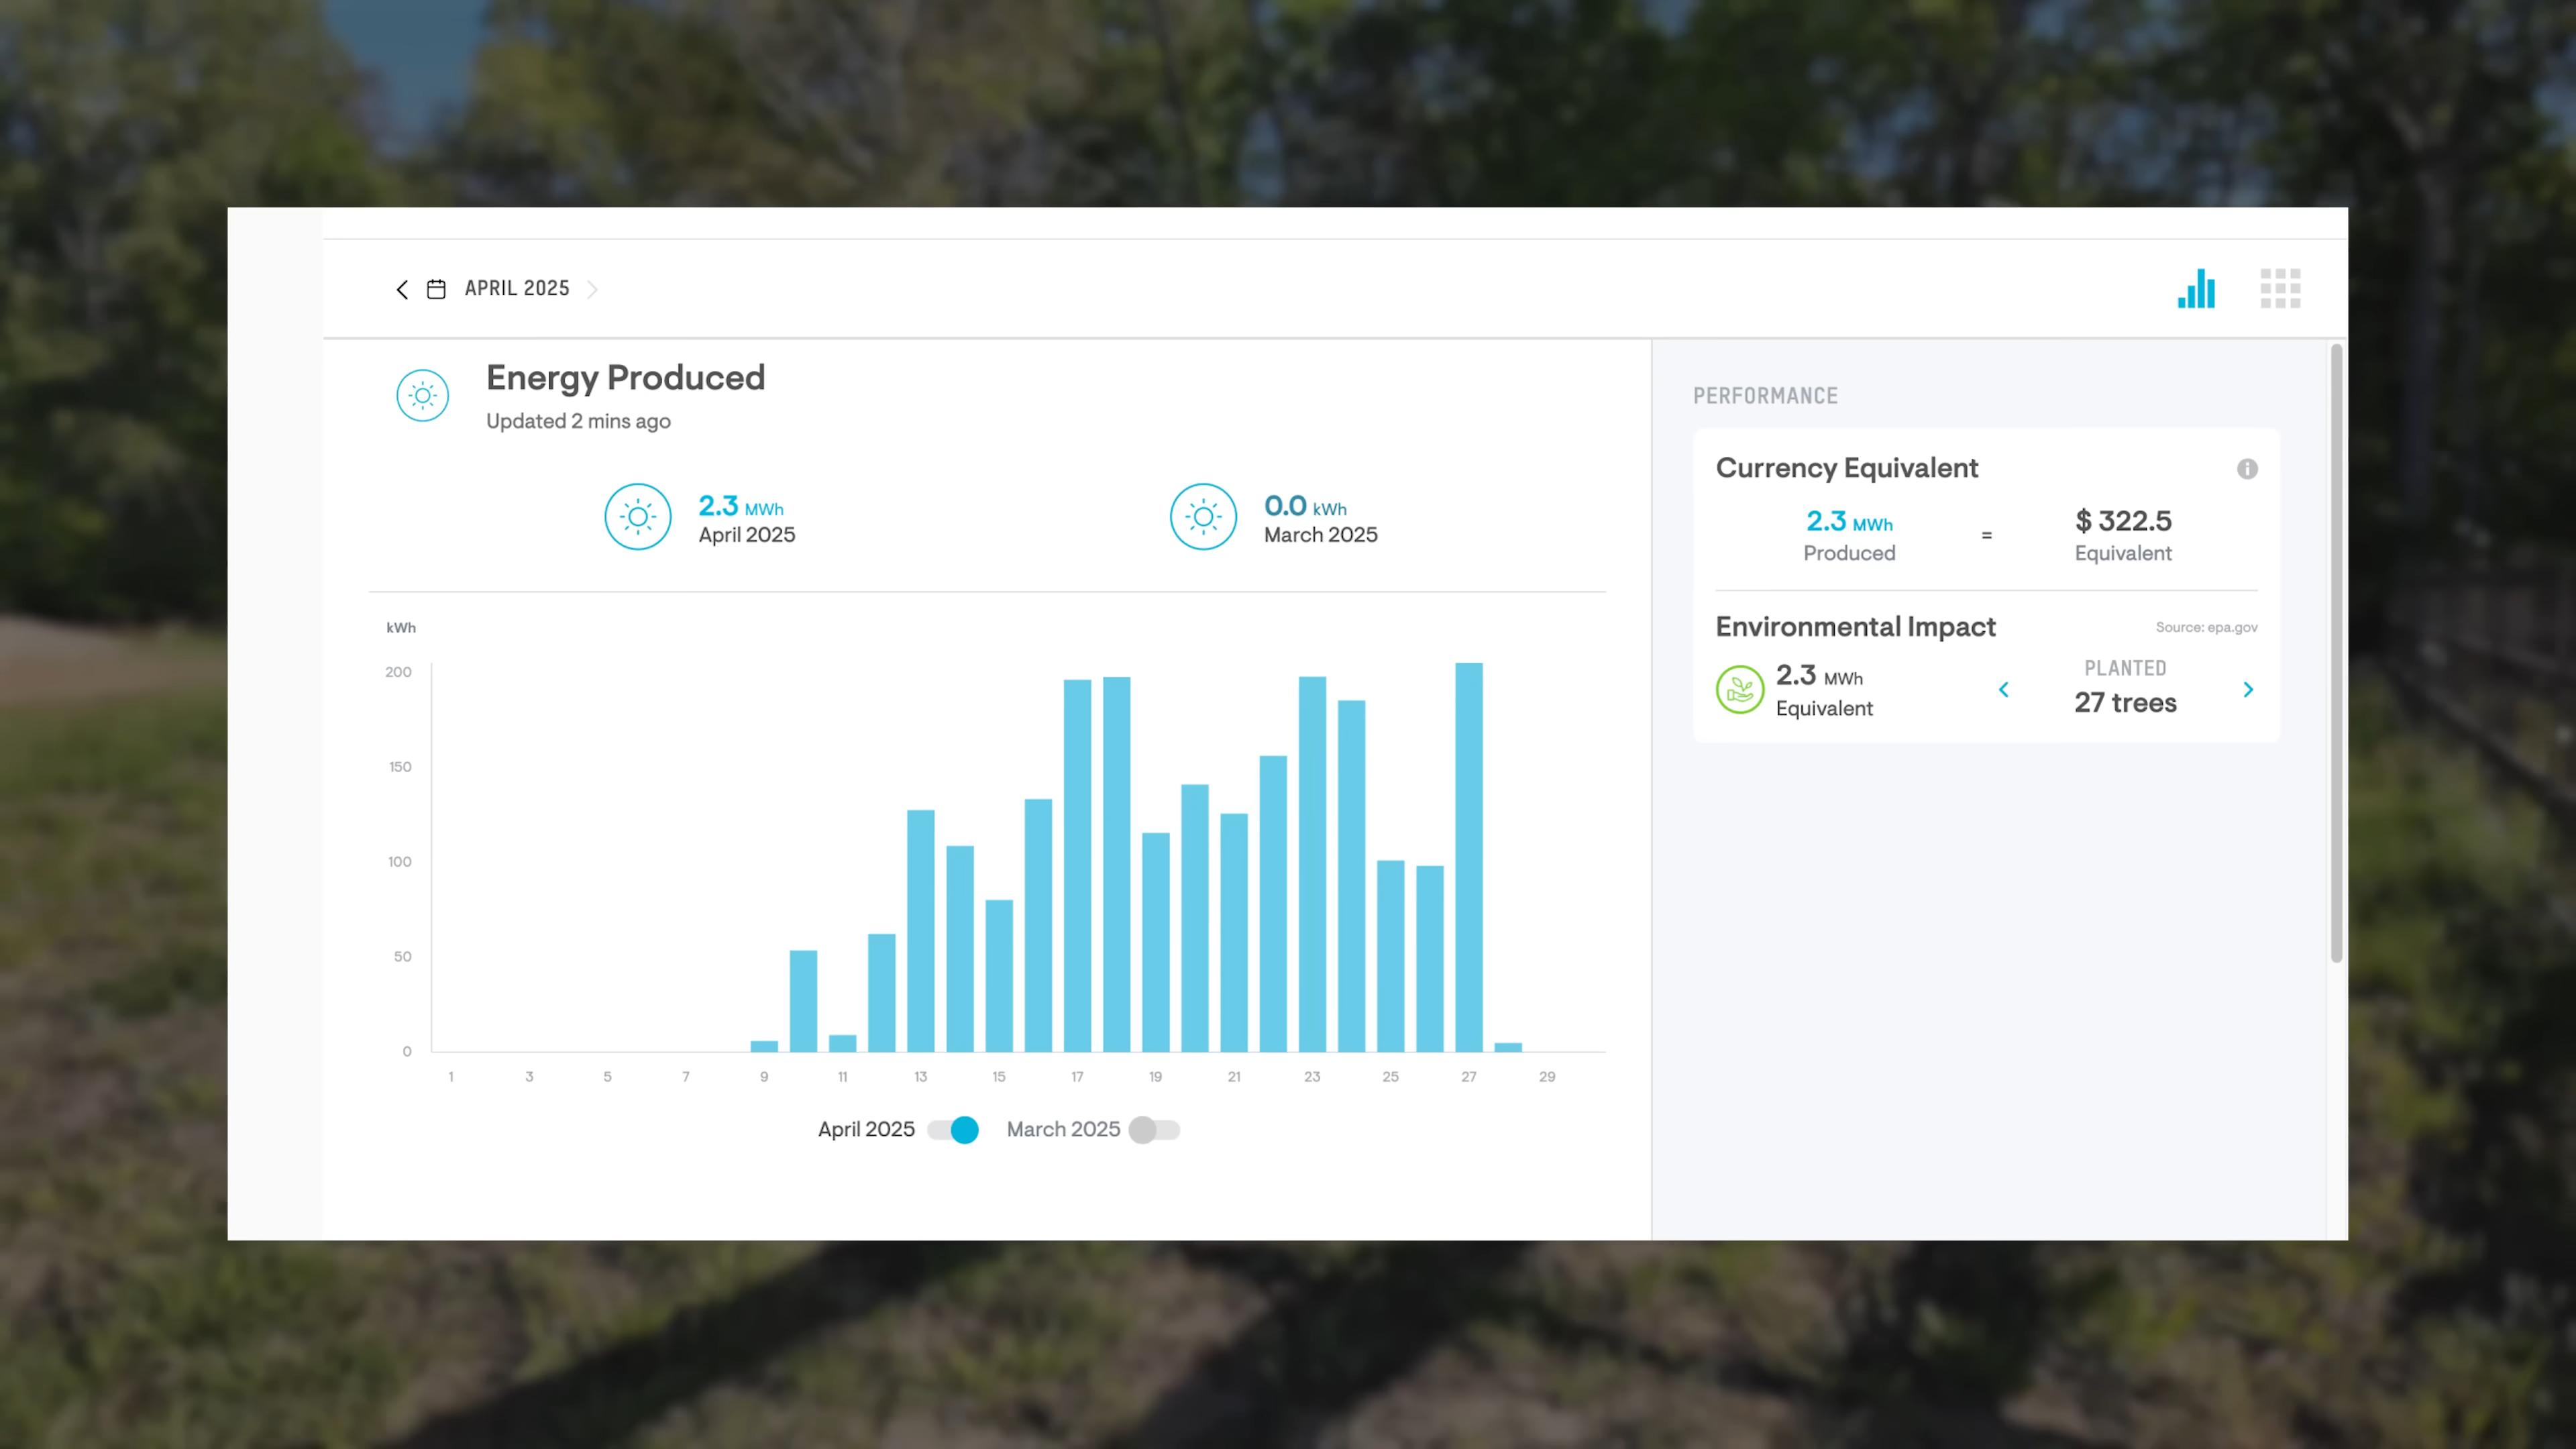 APRIL 2025
Energy Produced
Updated 2 mins ago
2.3 MWh
April 2025
0.0 kWh
March 2025
kWh
200
150
100
50
0
1 3 5 7 9 11 13 15 17 19 21 23 25 27 29
April 2025 March 2025
PERFORMANCE
Currency Equivalent
2.3 MWh = $ 322.5
Produced Equivalent
Environmental Impact Source: epa.gov
2.3 MWh
Equivalent
PLANTED
27 trees